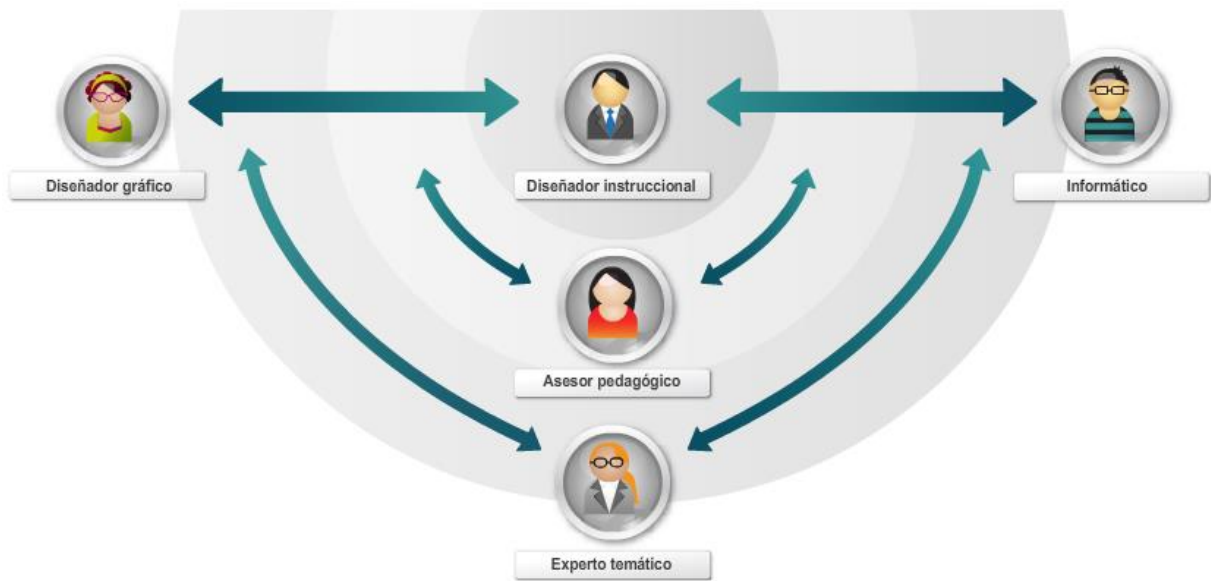 Diseñador gráfico
Diseñador instruccional
Informático
Asesor pedagógico
Experto temático